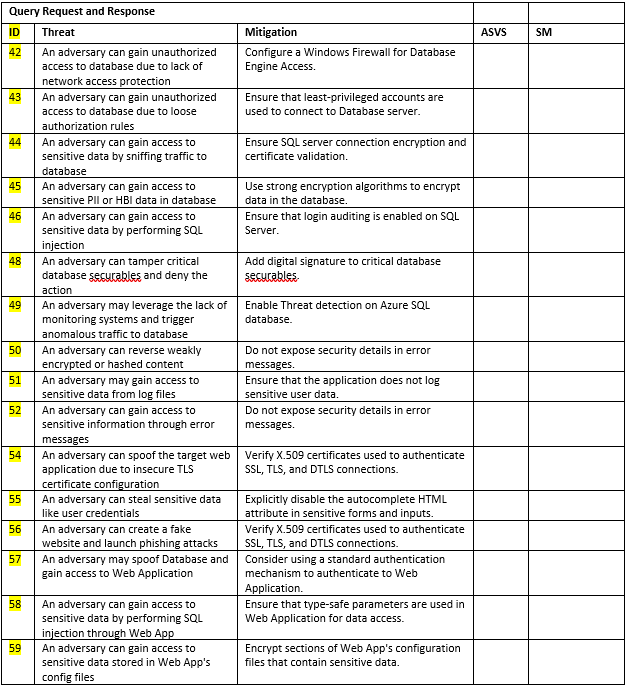 Query Request and Response
ID Threat Mitigation ASVS SM
42 An adversary can gain unauthorized Configure a Windows Firewall for Database
access to database due to lack of Engine Access.
network access protection
43 An adversary can gain unauthorized Ensure that least-privileged accounts are
access to database due to loose used to connect to Database server.
authorization rules
44 An adversary can gain access to Ensure SQL server connection encryption and
sensitive data by sniffing traffic to certificate validation.
database
45 An adversary can gain access to Use strong encryption algorithms to encrypt
sensitive PII or HBI data in database data in the database.
46 An adversary can gain access to Ensure that login auditing is enabled on SQL
sensitive data by performing SQL Server.
injection
48 An adversary can tamper critical Add digital signature to critical database
database securables and deny the securables.
action
49 An adversary may leverage the lack of Enable Threat detection on Azure SQL
monitoring systems and trigger database.
anomalous traffic to database
50 An adversary can reverse weakly Do not expose security details in error
encrypted or hashed content messages.
51 An adversary may gain access to Ensure that the application does not log
sensitive data from log files sensitive user data.
52 An adversary can gain access to Do not expose security details in error
sensitive information through error messages.
messages
54 An adversary can spoof the target web Verify X.509 certificates used to authenticate
application due to insecure TLS SSL, TLS, and DTLS connections.
certificate configuration
55 An adversary can steal sensitive data Explicitly disable the autocomplete HTML
like user credentials attribute in sensitive forms and inputs.
56 An adversary can create a fake Verify X.509 certificates used to authenticate
website and launch phishing attacks SSL, TLS, and DTLS connections.
57 An adversary may spoof Database and Consider using a standard authentication
gain access to Web Application mechanism to authenticate to Web
Application.
58 An adversary can gain access to Ensure that type-safe parameters are used in
sensitive data by performing SQL Web Application for data access.
injection through Web App
59 An adversary can gain access to Encrypt sections of Web App's configuration
sensitive data stored in Web App's files that contain sensitive data.
config files